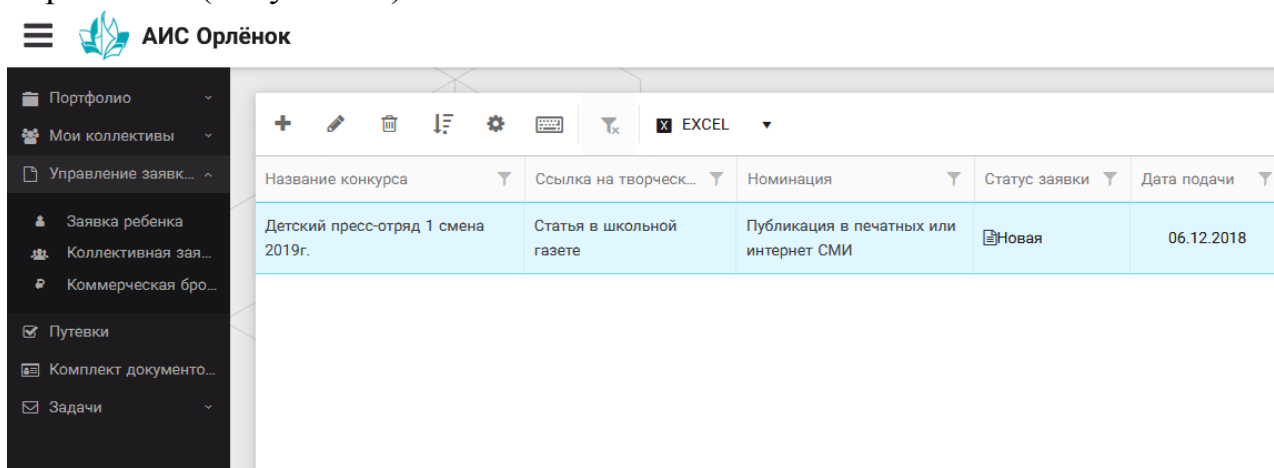 АИС Орлёнок
Портфолио
Мои коллективы
Управление заявк...
Заявка ребенка
Коллективная зая...
Коммерческая бро...
Путевки
Комплект документо...
Задачи
EXCEL
Название конкурса
Ссылка на творческ...
Номинация
Статус заявки
Дата подачи
Детский пресс-отряд 1 смена
2019г.
Статья в школьной
газете
Публикация в печатных или
интернет СМИ
Новая
06.12.2018